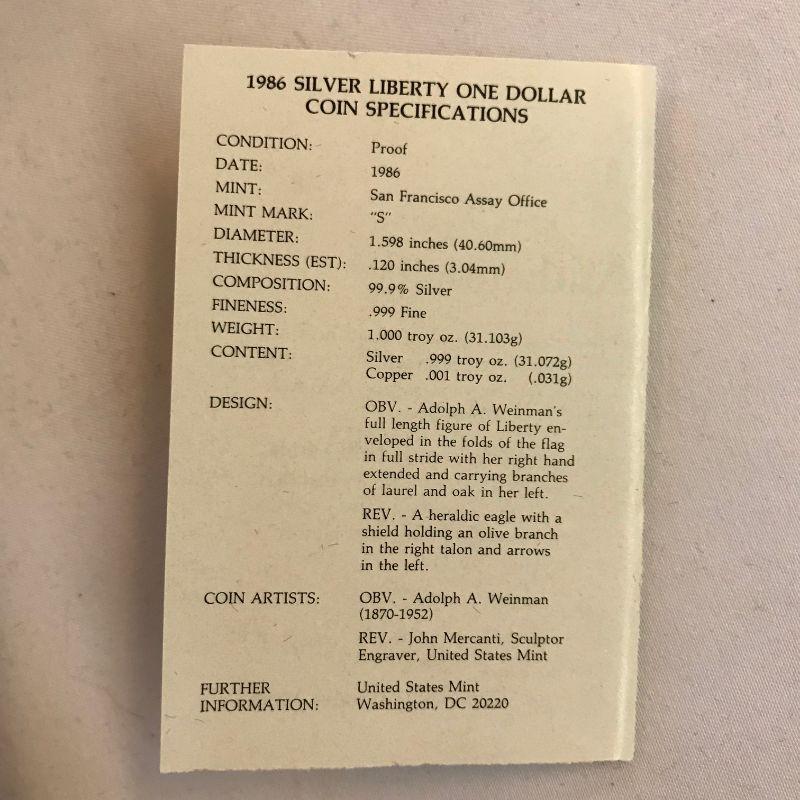 1986 SILVER LIBERTY ONE DOLLAR
COIN SPECIFICATIONS
CONDITION: Proof
DATE: 1986
MINT: San Francisco Assay Office
MINT MARK: "S"
DIAMETER: 1.598 inches (40.60mm)
THICKNESS (EST): .120 inches (3.04mm)
COMPOSITION: 99.9% Silver
FINENESS: .999 Fine
WEIGHT: 1.000 troy oz. (31.103g)
CONTENT: Silver .999 troy oz. (31.072g)
Copper .001 troy oz. (.031g)
DESIGN: OBV. - Adolph A. Weinman's
full length figure of Liberty en-
veloped in the folds of the flag
in full stride with her right hand
extended and carrying branches
of laurel and oak in her left.
REV. - A heraldic eagle with a
shield holding an olive branch
in the right talon and arrows
in the left.
COIN ARTISTS: OBV. - Adolph A. Weinman
(1870-1952)
REV. - John Mercanti, Sculptor
Engraver, United States Mint
FURTHER United States Mint
INFORMATION: Washington, DC 20220